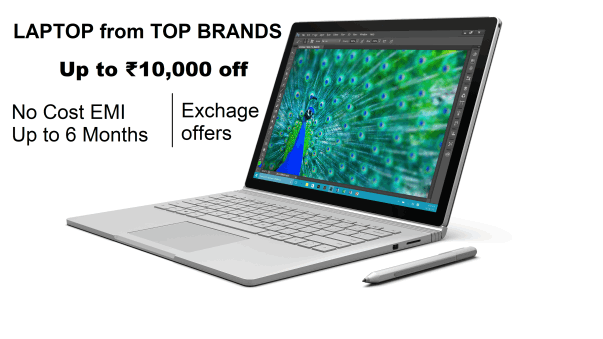 LAPTOP from TOP BRANDS
Up to ₹10,000 off
No Cost EMI
Up to 6 Months
Exchage
offers